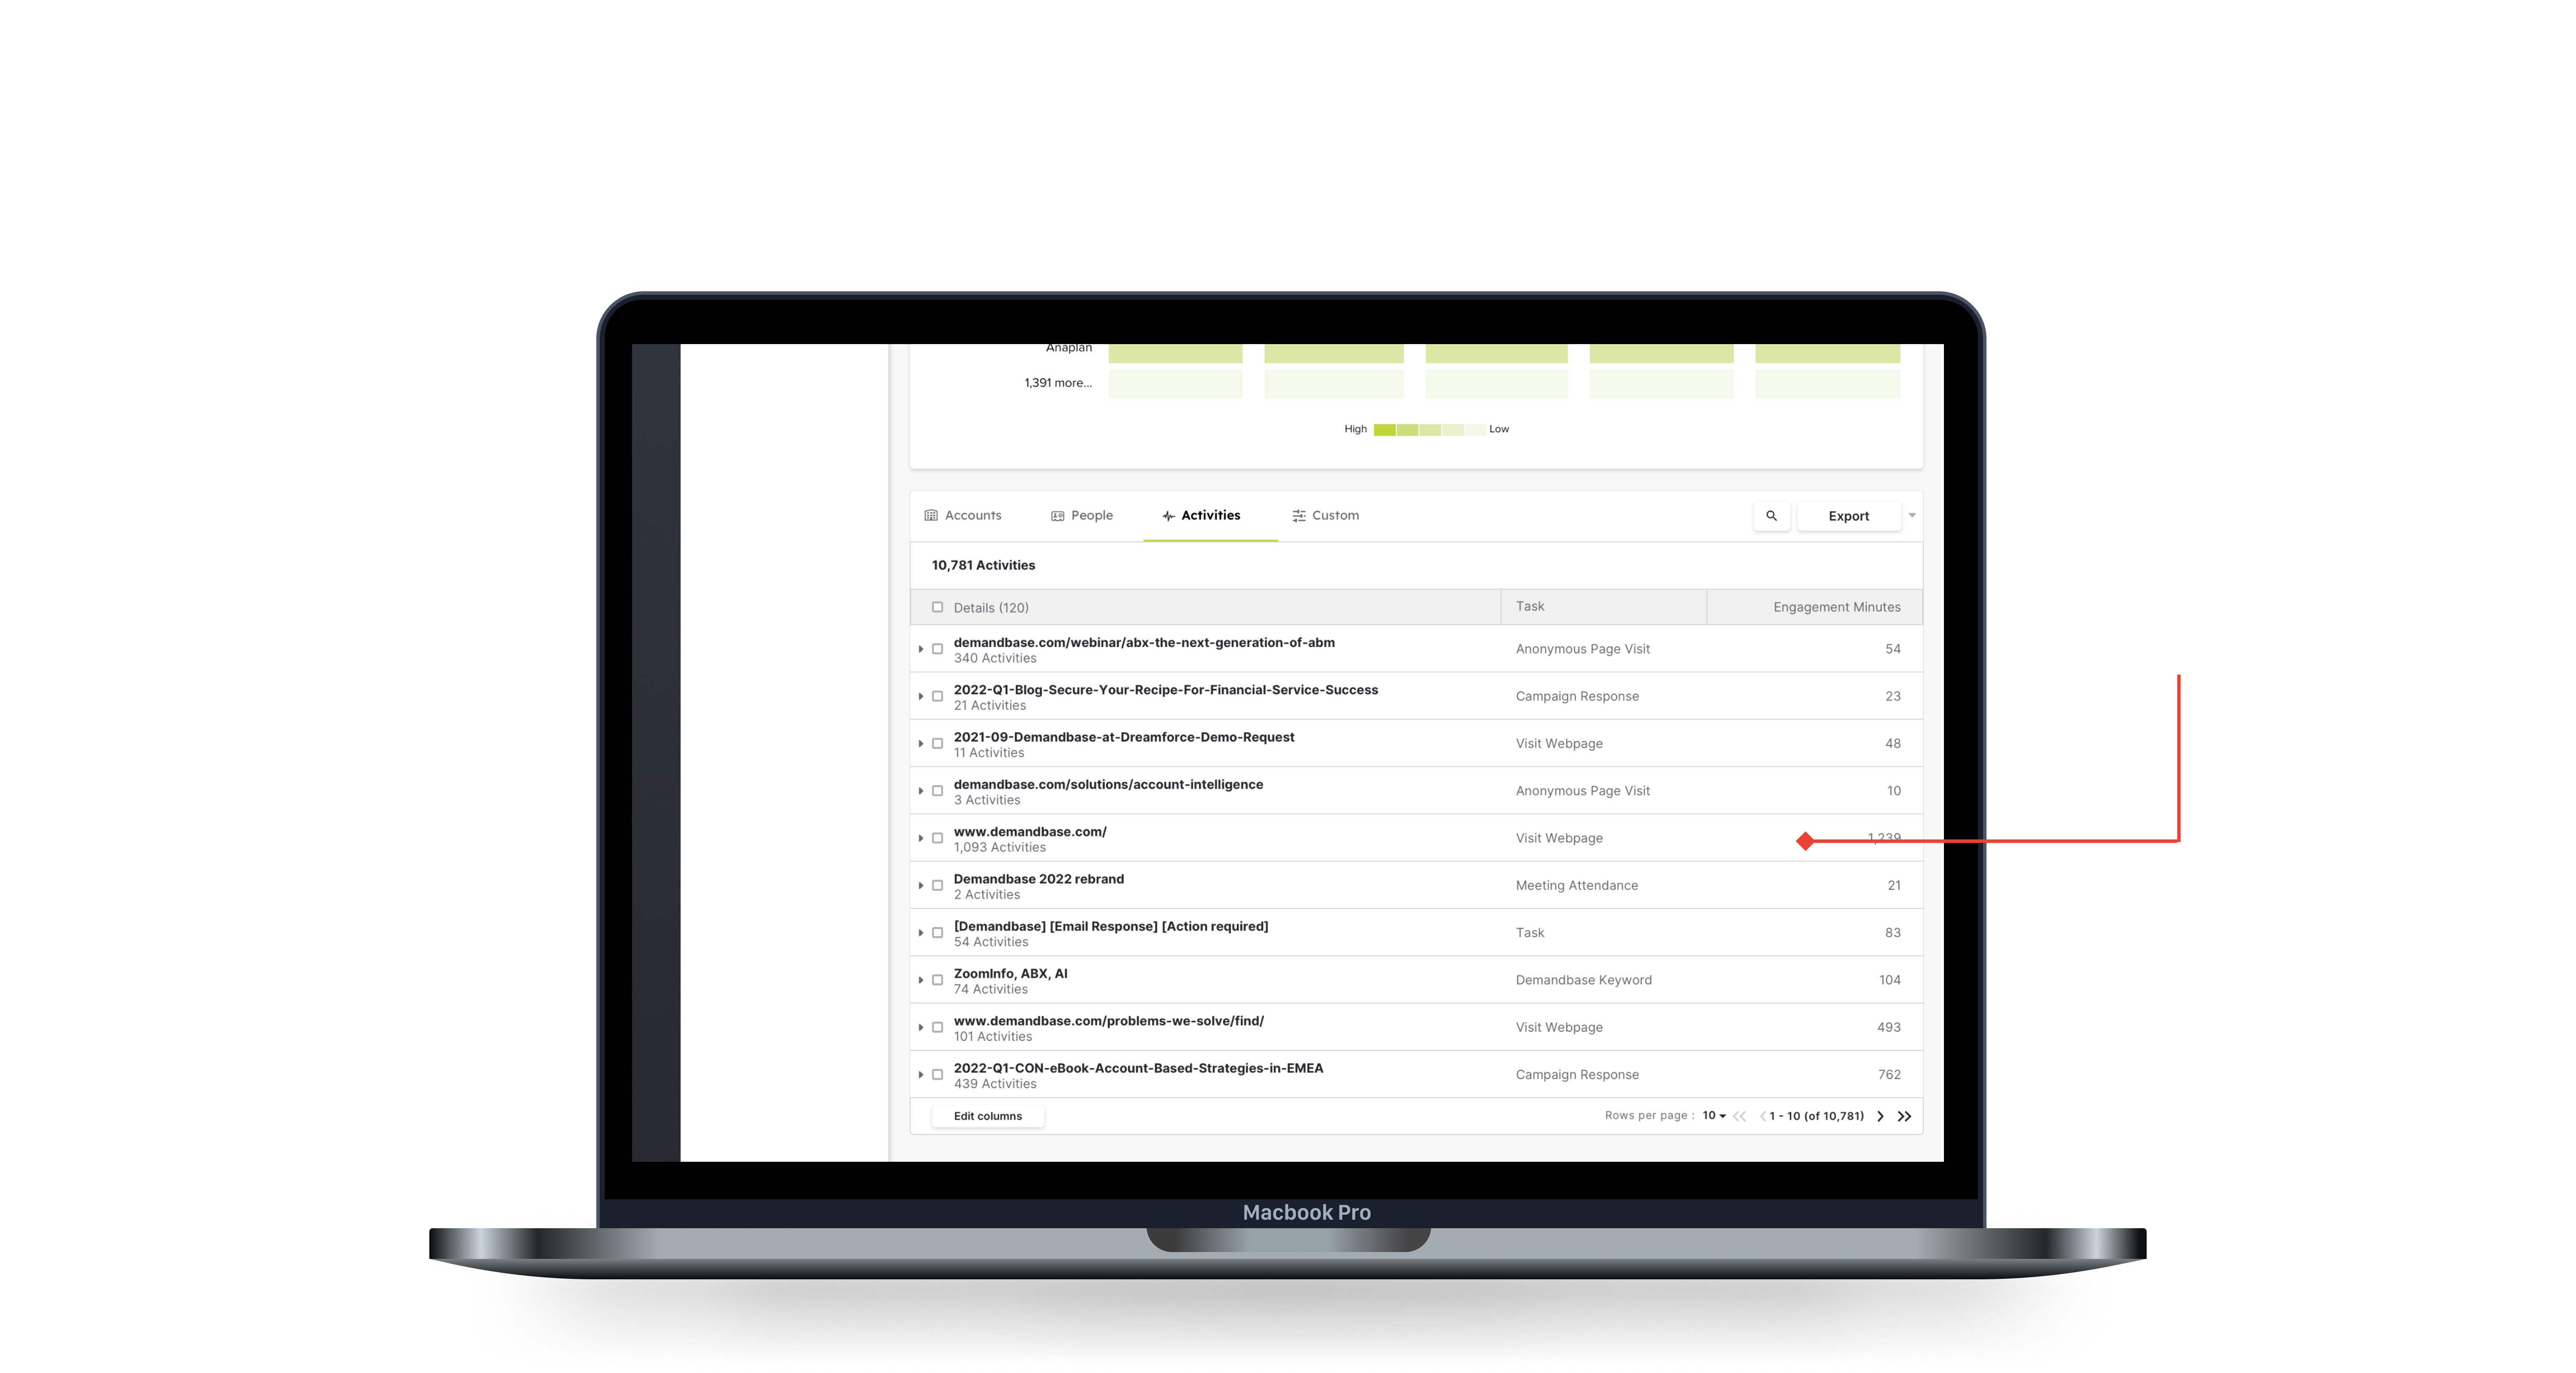 Anaplan
1,391 more...
High Low
Accounts People Activities Custom Export
10,781 Activities
Details (120) Task Engagement Minutes
demandbase.com/webinar/abx-the-next-generation-of-abm
340 Activities
Anonymous Page Visit 54
2022-Q1-Blog-Secure-Your-Recipe-For-Financial-Service-Success
21 Activities
Campaign Response 23
2021-09-Demandbase-at-Dreamforce-Demo-Request
11 Activities
Visit Webpage 48
demandbase.com/solutions/account-intelligence
3 Activities
Anonymous Page Visit 10
www.demandbase.com/
1,093 Activities
Visit Webpage 1,239
Demandbase 2022 rebrand
2 Activities
Meeting Attendance 21
[Demandbase] [Email Response] [Action required]
54 Activities
Task 83
ZoomInfo, ABX, AI
74 Activities
Demandbase Keyword 104
www.demandbase.com/problems-we-solve/find/
101 Activities
Visit Webpage 493
2022-Q1-CON-eBook-Account-Based-Strategies-in-EMEA
439 Activities
Campaign Response 762
Edit columns Rows per page : 10 1 - 10 (of 10,781)
Macbook Pro